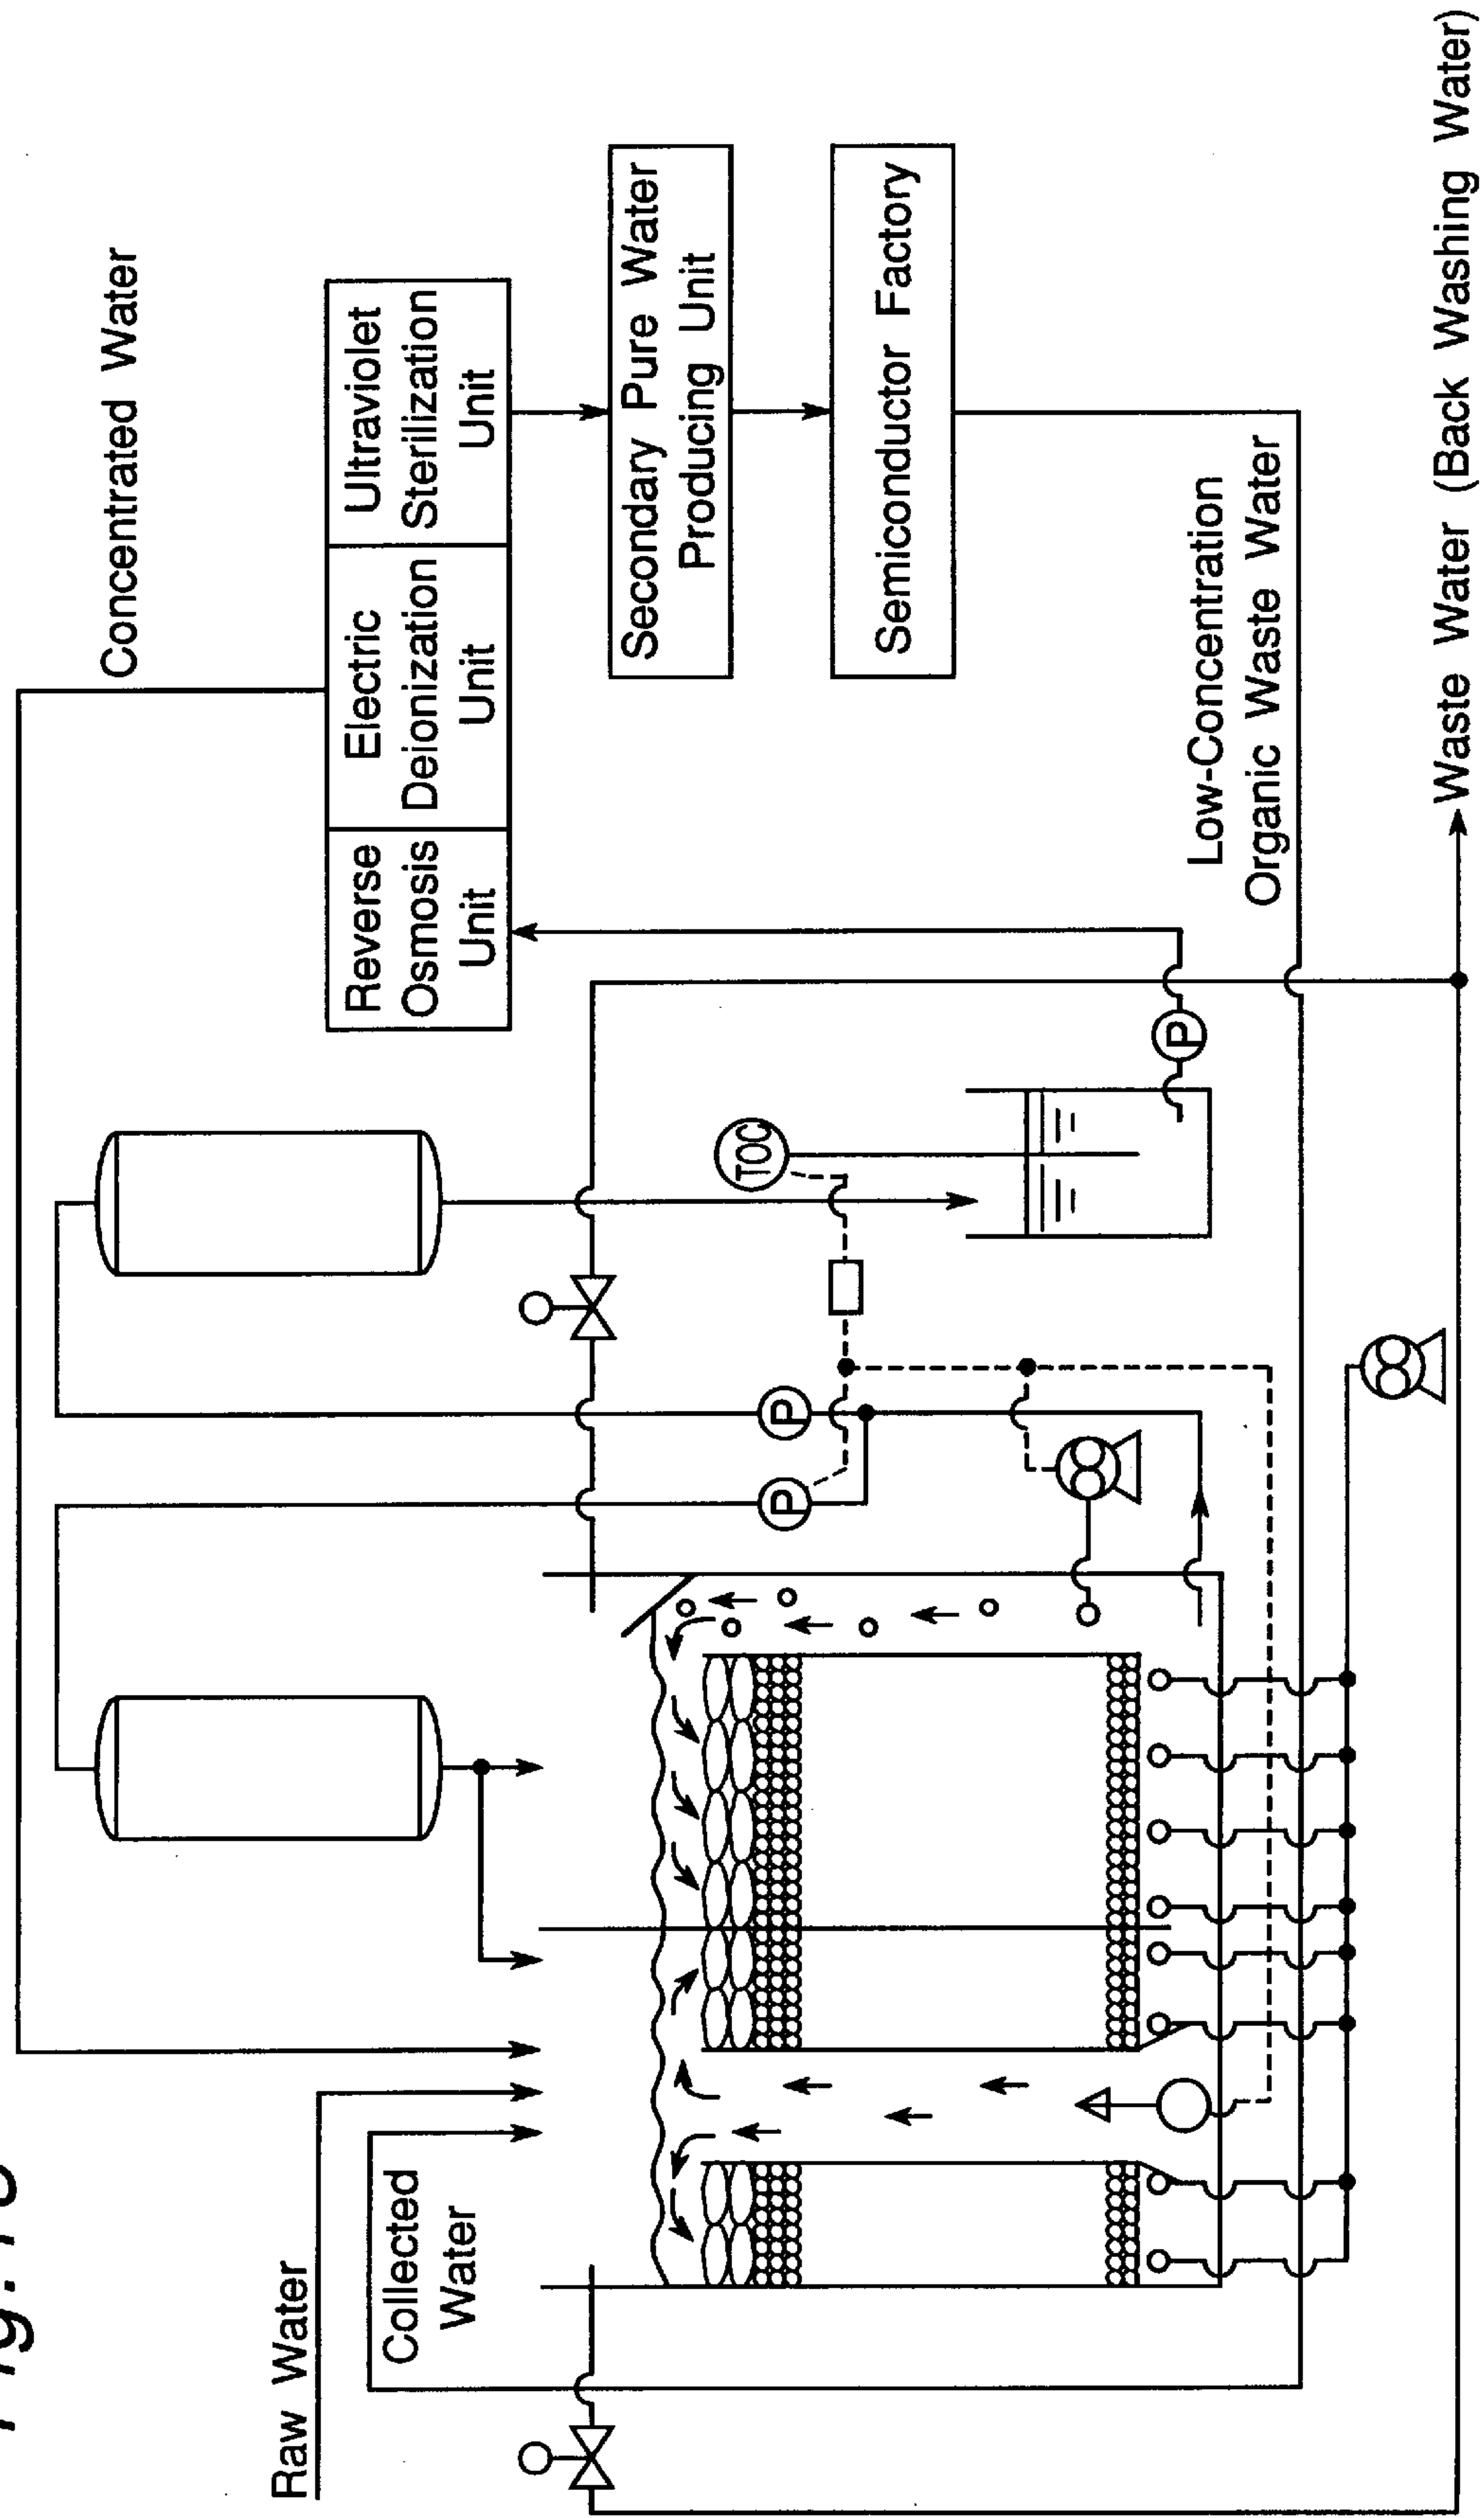 Concentrated Water
Raw Water
Collected
Water
Reverse
Osmosis
Unit
Electric
Deionization
Unit
Ultraviolet
Sterilization
Unit
Secondary Pure Water
Producing Unit
Semiconductor Factory
TOC
P
P
P
Low-Concentration
Organic Waste Water
Waste Water (Back Washing Water)